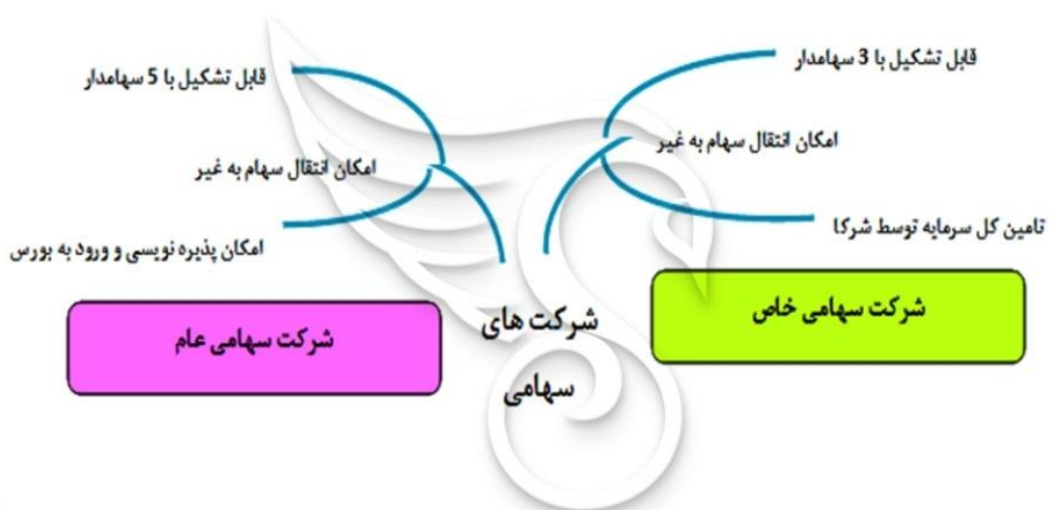 قابل تشکیل با 3 سهامدار
امکان انتقال سهام به غیر
تامین کل سرمایه توسط شرکا
شرکت سهامی خاص
شرکت های
سهامی
قابل تشکیل با 5 سهامدار
امکان انتقال سهام به غیر
امکان پذیره نویسی و ورود به بورس
شرکت سهامی عام